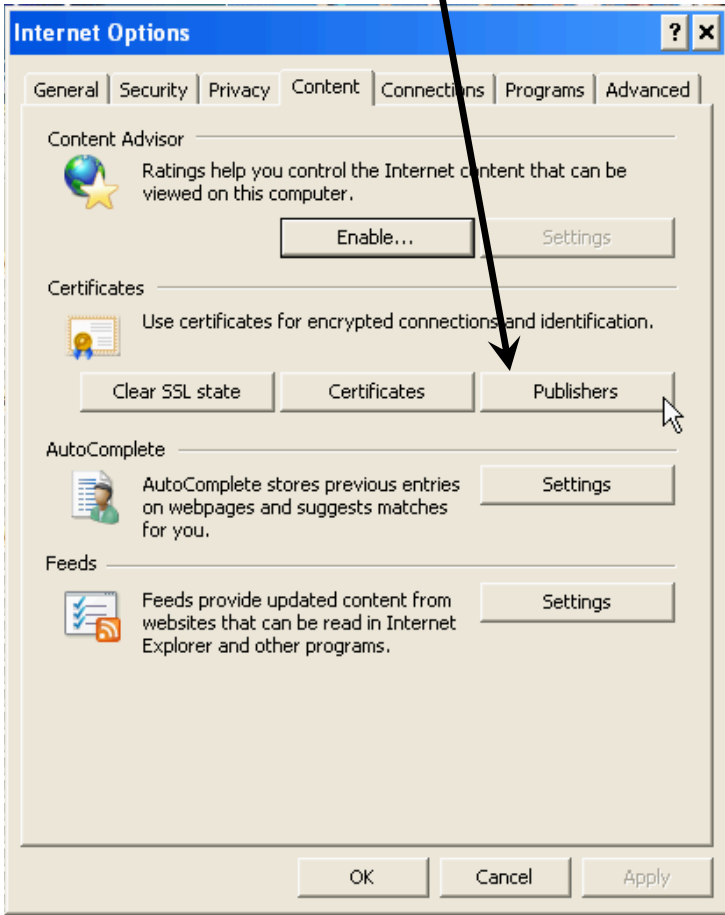 Internet Options
?
General Security Privacy Content Connections Programs Advanced
Content Advisor
Ratings help you control the Internet content that can be
viewed on this computer.
Enable... Settings
Certificates
Use certificates for encrypted connections and identification.
Clear SSL state Certificates Publishers
AutoComplete
AutoComplete stores previous entries
on webpages and suggests matches
for you.
Settings
Feeds
Feeds provide updated content from
websites that can be read in Internet
Explorer and other programs.
Settings
OK Cancel Apply